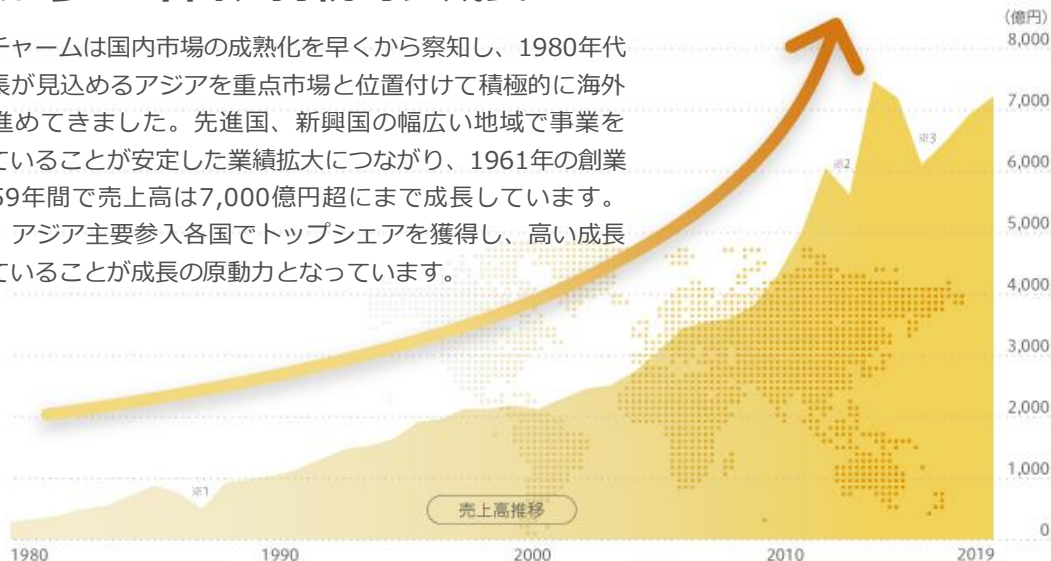 チャームは国内市場の成熟化を早くから察知し、1980年代
長が見込めるアジアを重点市場と位置付けて積極的に海外
進めてきました。先進国、新興国の幅広い地域で事業を
ていることが安定した業績拡大につながり、1961年の創業
59年間で売上高は7,000億円超にまで成長しています。
アジア主要参入各国でトップシェアを獲得し、高い成長
ていることが成長の原動力となっています。
（億円）
8,000
7,000
※3
※2
6,000
5,000
4,000
3,000
2,000
1,000
※1
売上高推移
0
1980
1990
2000
2010
2019